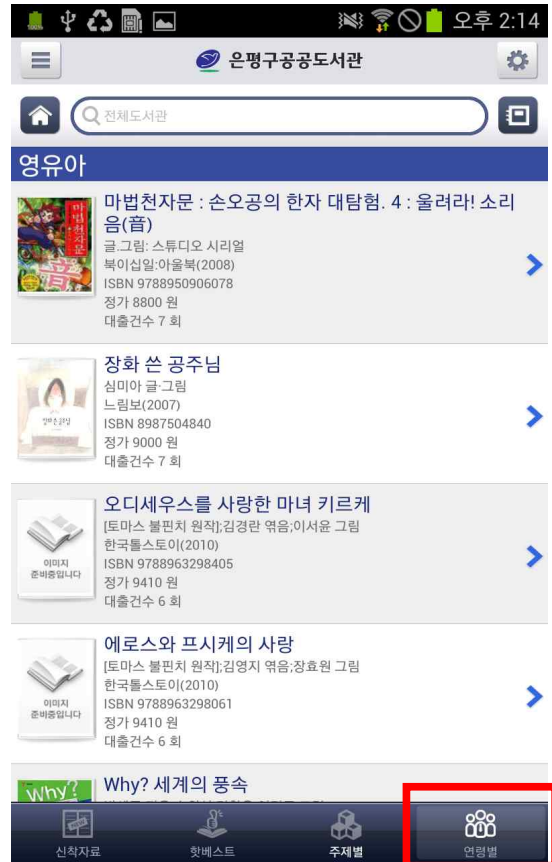 100%
오후 2:14
은평구공공도서관
전체도서관
영유아
마법천자문
音
마법천자문 : 손오공의 한자 대탐험. 4 : 울려라! 소리
음(音)
글.그림: 스튜디오 시리얼
북이십일:아울북(2008)
ISBN 9788950906078
정가 8800 원
대출건수 7 회
장화 쓴 공주님
심미아 글·그림
느림보(2007)
ISBN 8987504840
정가 9000 원
대출건수 7 회
이미지
준비중입니다
오디세우스를 사랑한 마녀 키르케
[토마스 불핀치 원작];김경란 엮음;이서윤 그림
한국톨스토이(2010)
ISBN 9788963298405
정가 9410 원
대출건수 6 회
이미지
준비중입니다
에로스와 프시케의 사랑
[토마스 불핀치 원작];김영지 엮음;장효원 그림
한국톨스토이(2010)
ISBN 9788963298061
정가 9410 원
대출건수 6 회
Why?
Why? 세계의 풍속
NEW
신착자료
핫베스트
주제별
연령별